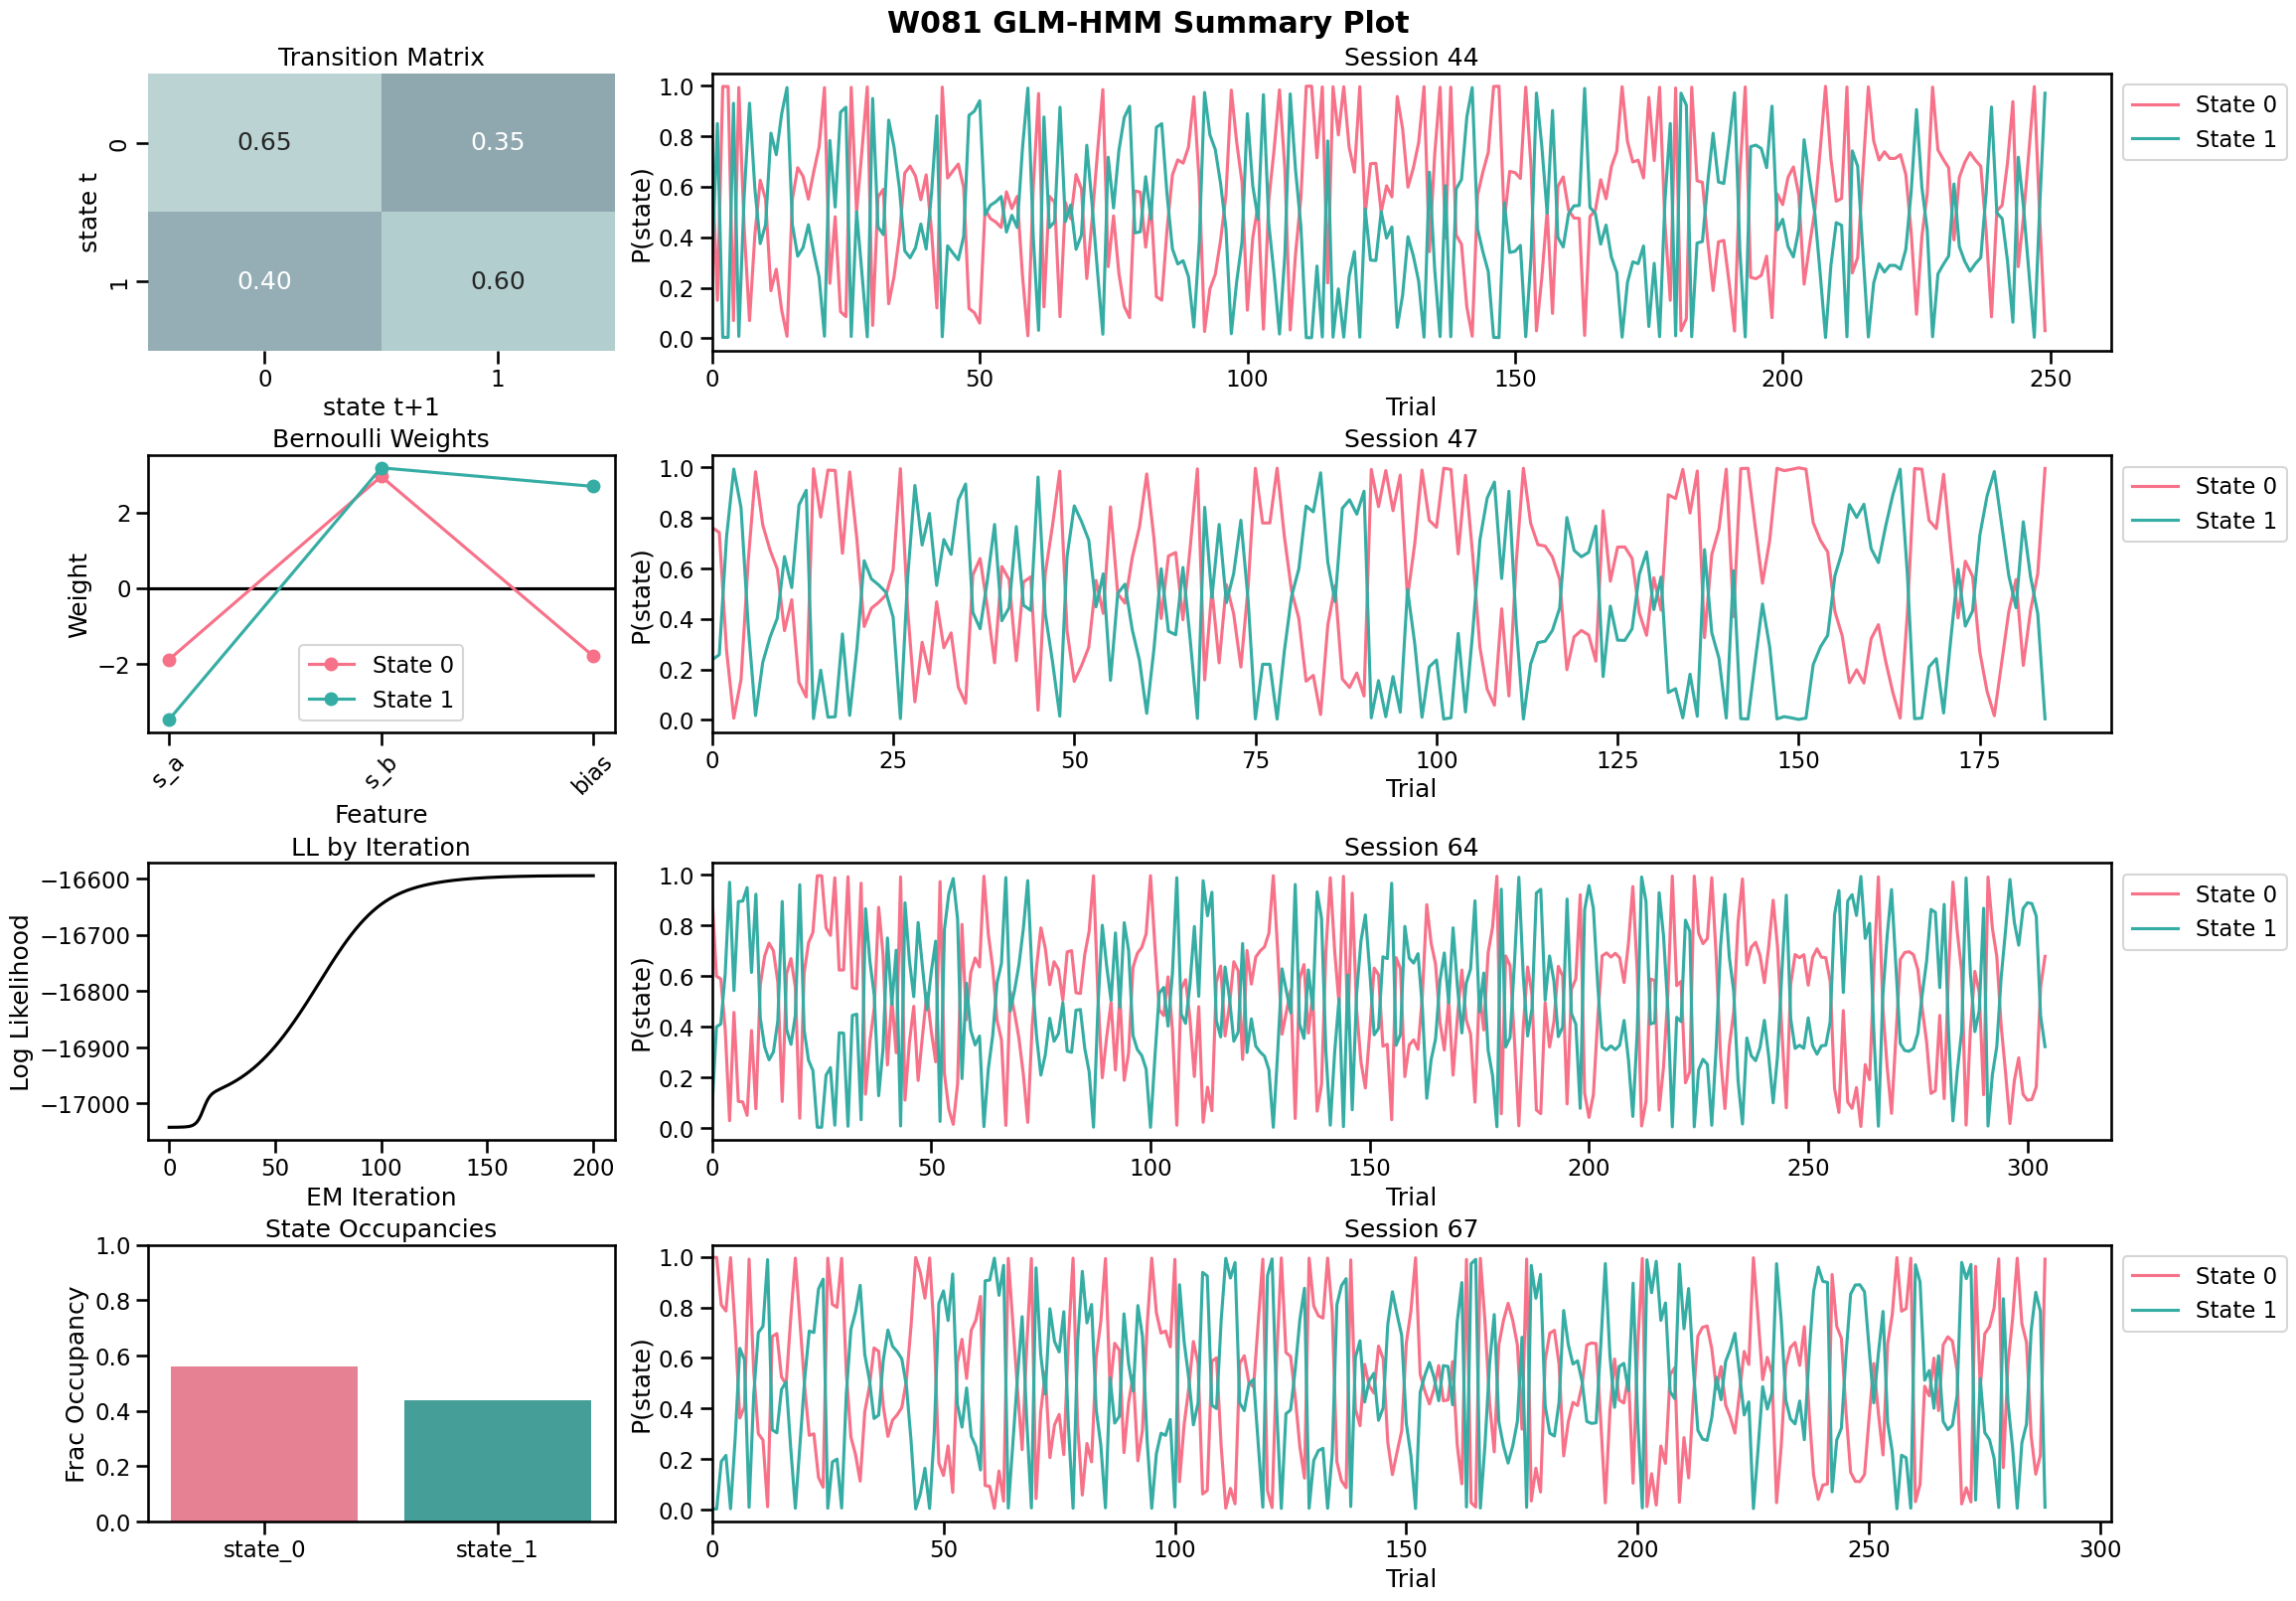 W081 GLM-HMM Summary Plot
Transition Matrix
state t
0
1
0.65
0.35
0.40
0.60
0
1
state t+1
Session 44
P(state)
1.0
0.8
0.6
0.4
0.2
0.0
0
50
100
150
200
250
Trial
State 0
State 1
Bernoulli Weights
Weight
2
0
−2
State 0
State 1
s_a
s_b
bias
Feature
Session 47
P(state)
1.0
0.8
0.6
0.4
0.2
0.0
0
25
50
75
100
125
150
175
Trial
State 0
State 1
LL by Iteration
Log Likelihood
−16600
−16700
−16800
−16900
−17000
0
50
100
150
200
EM Iteration
Session 64
P(state)
1.0
0.8
0.6
0.4
0.2
0.0
0
50
100
150
200
250
300
Trial
State 0
State 1
State Occupancies
Frac Occupancy
1.0
0.8
0.6
0.4
0.2
0.0
state_0
state_1
Session 67
P(state)
1.0
0.8
0.6
0.4
0.2
0.0
0
50
100
150
200
250
300
Trial
State 0
State 1